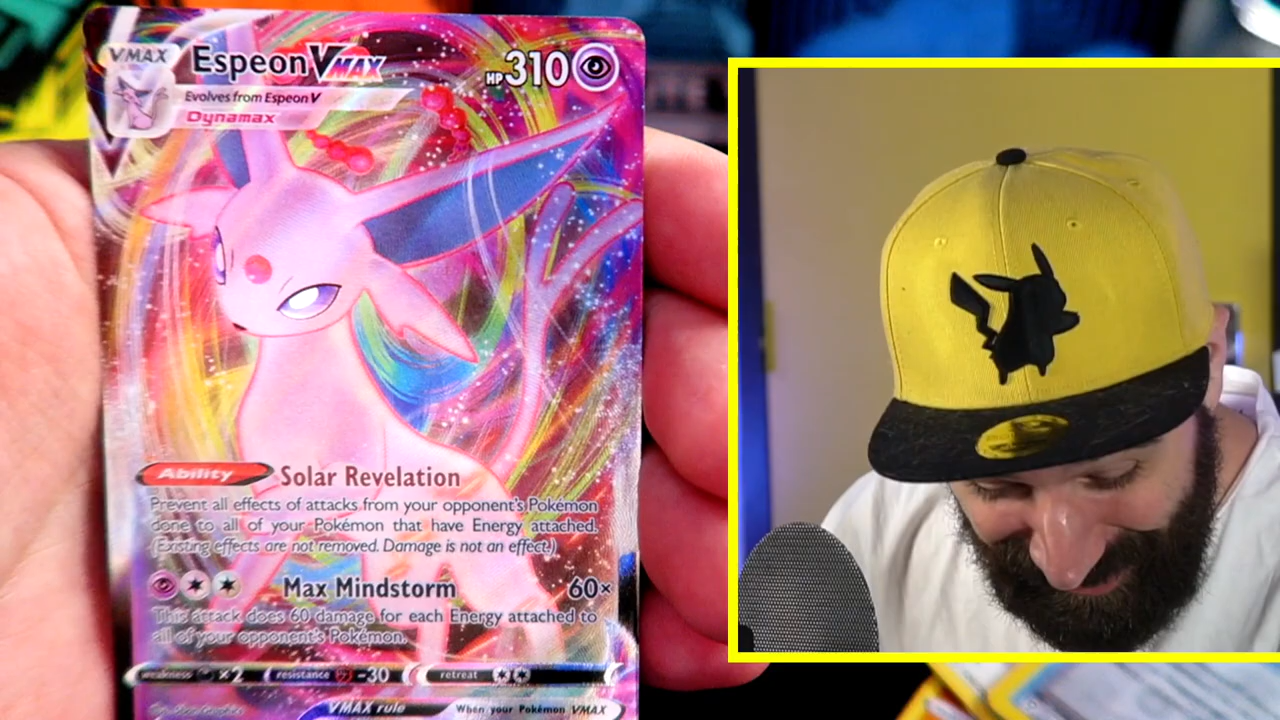 VMAX
Espeon VMAX
HP 310
Evolves from Espeon V
Dynamax
Ability Solar Revelation
Prevent all effects of attacks from your opponent's Pokémon
done to all of your Pokémon that have Energy attached.
(Existing effects are not removed. Damage is not an effect.)
Max Mindstorm 60×
This attack does 60 damage for each Energy attached to
all of your opponent's Pokémon.
weakness ×2 resistance -30 retreat
VMAX rule When your Pokémon VMAX